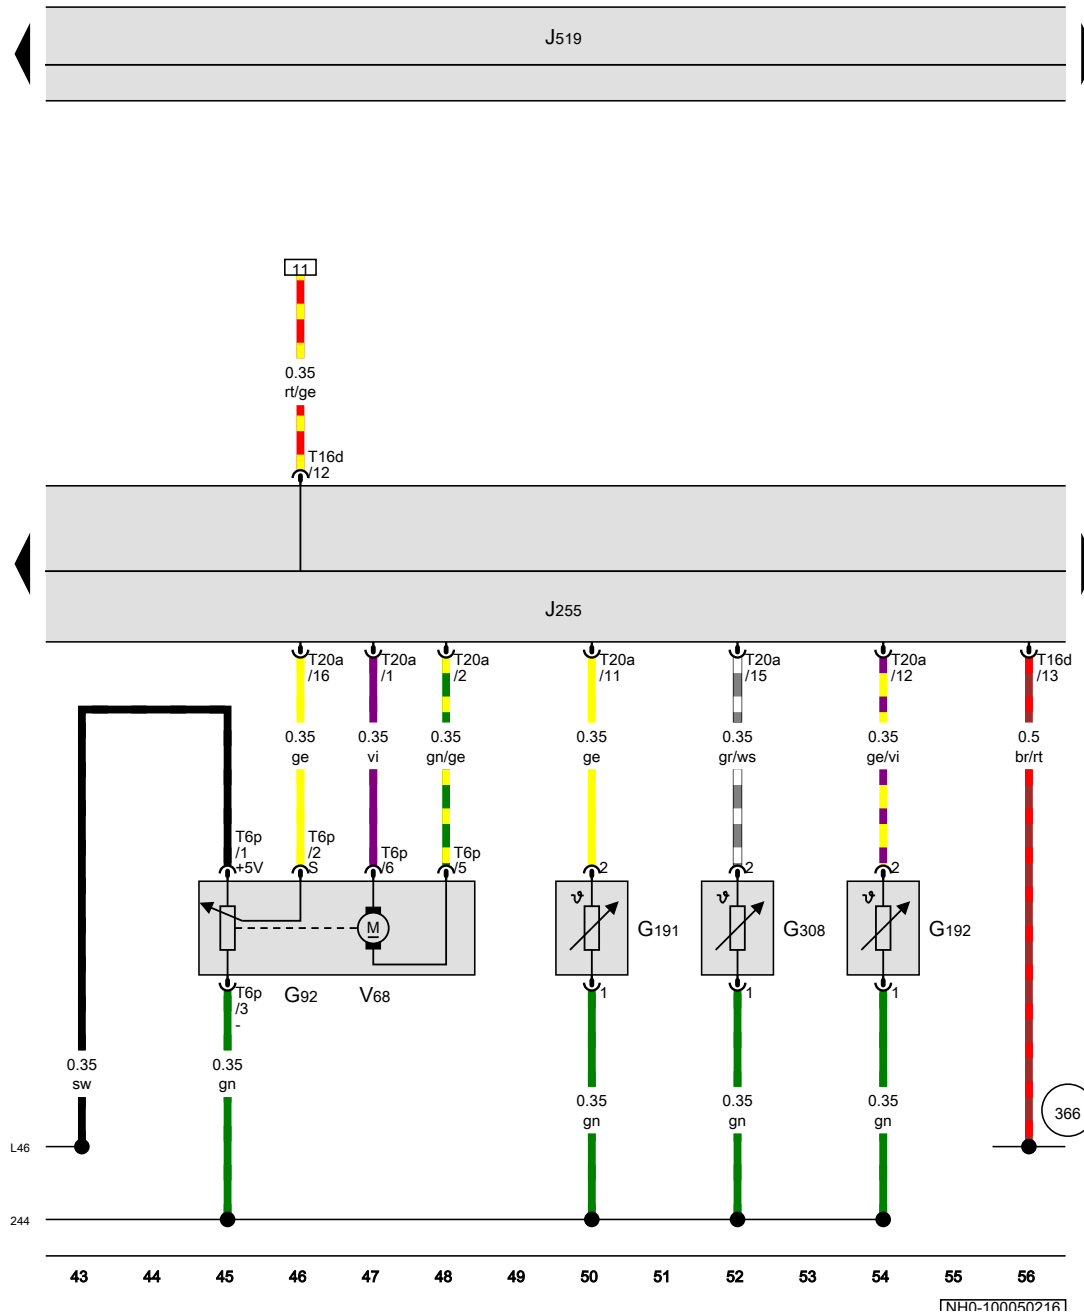 J519
11
0.35
rt/ge
T16d
/12
J255
T20a
/16
T20a
/1
T20a
/2
T20a
/11
T20a
/15
T20a
/12
T16d
/13
0.35
ge
0.35
vi
0.35
gn/ge
0.35
ge
0.35
gr/ws
0.35
ge/vi
0.5
br/rt
T6p
/1
+5V
T6p
/2
S
T6p
/6
T6p
/5
2
2
2
M
ϑ
G191
ϑ
G308
ϑ
G192
T6p
/3
-
G92
V68
1
1
1
0.35
sw
0.35
gn
0.35
gn
0.35
gn
0.35
gn
366
L46
244
43 44 45 46 47 48 49 50 51 52 53 54 55 56
NH0-100050216